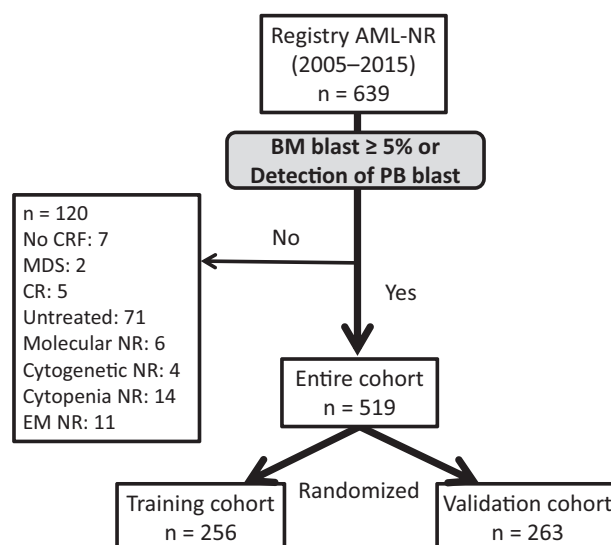 Registry AML-NR
(2005–2015)
n = 639
BM blast ≥ 5% or
Detection of PB blast
n = 120
No CRF: 7
MDS: 2
CR: 5
Untreated: 71
Molecular NR: 6
Cytogenetic NR: 4
Cytopenia NR: 14
EM NR: 11
No
Yes
Entire cohort
n = 519
Randomized
Training cohort
n = 256
Validation cohort
n = 263